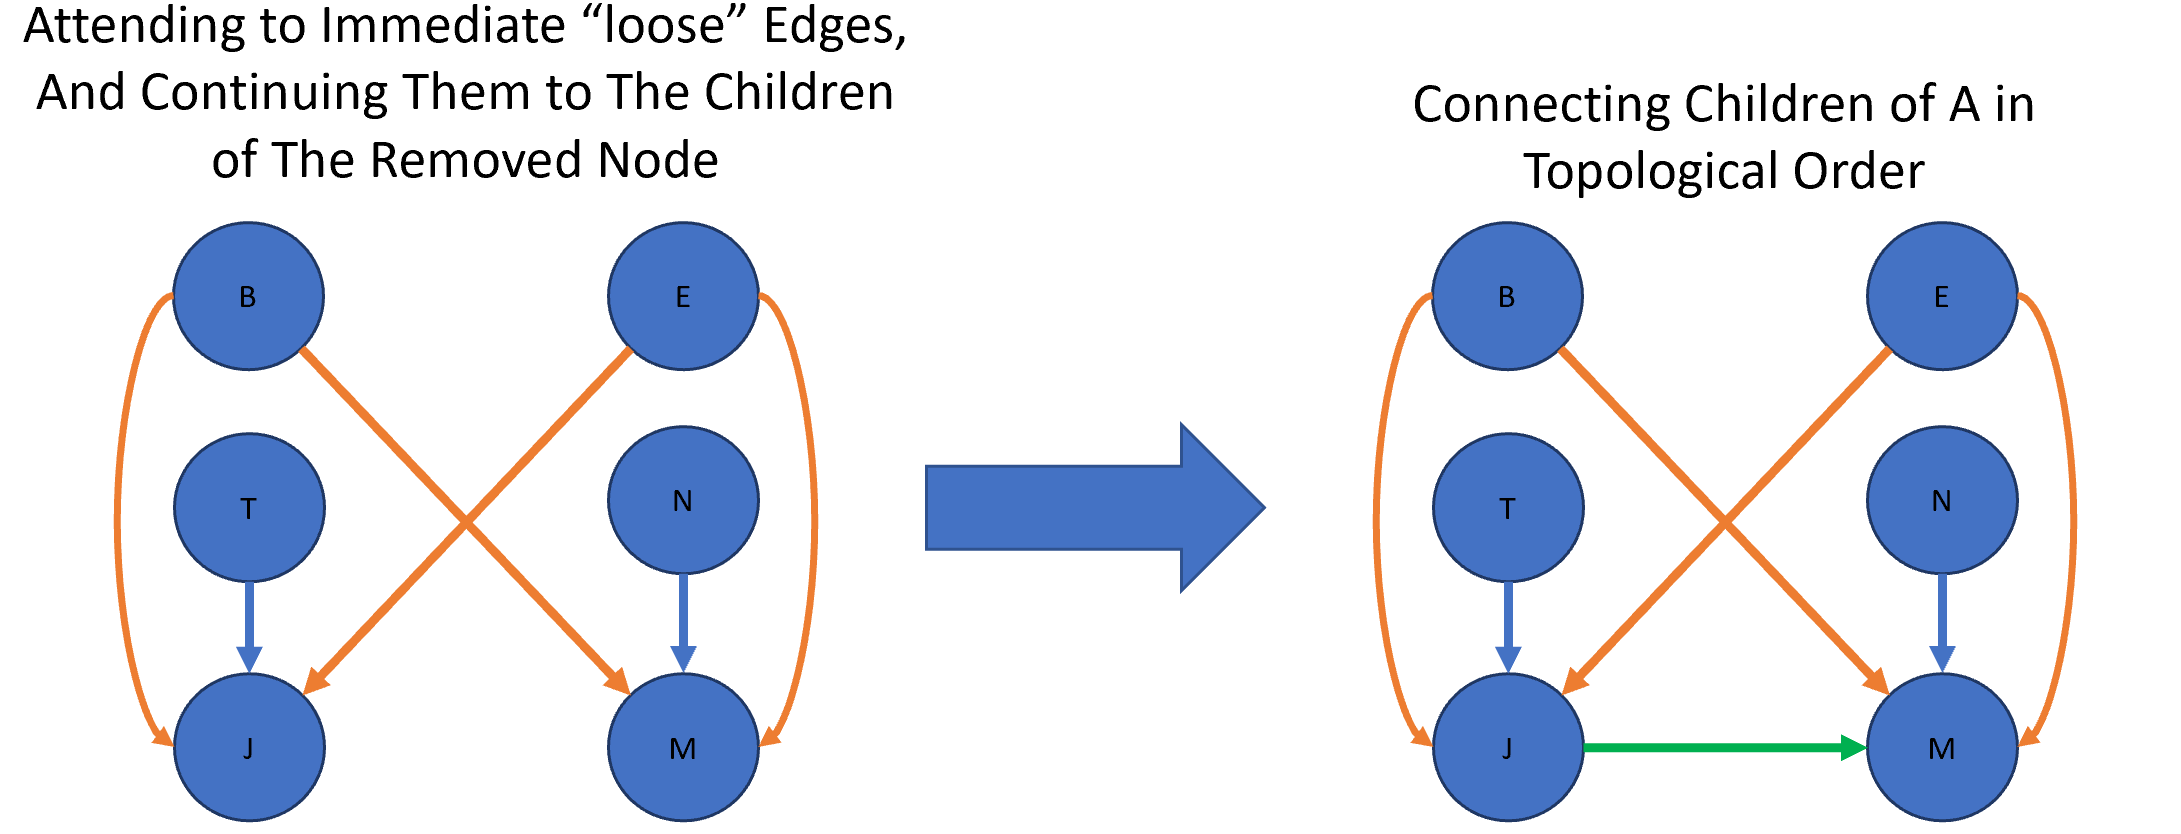 Attending to Immediate “loose” Edges,
And Continuing Them to The Children
of The Removed Node
Connecting Children of A in
Topological Order
B
E
T
N
J
M
B
E
T
N
J
M